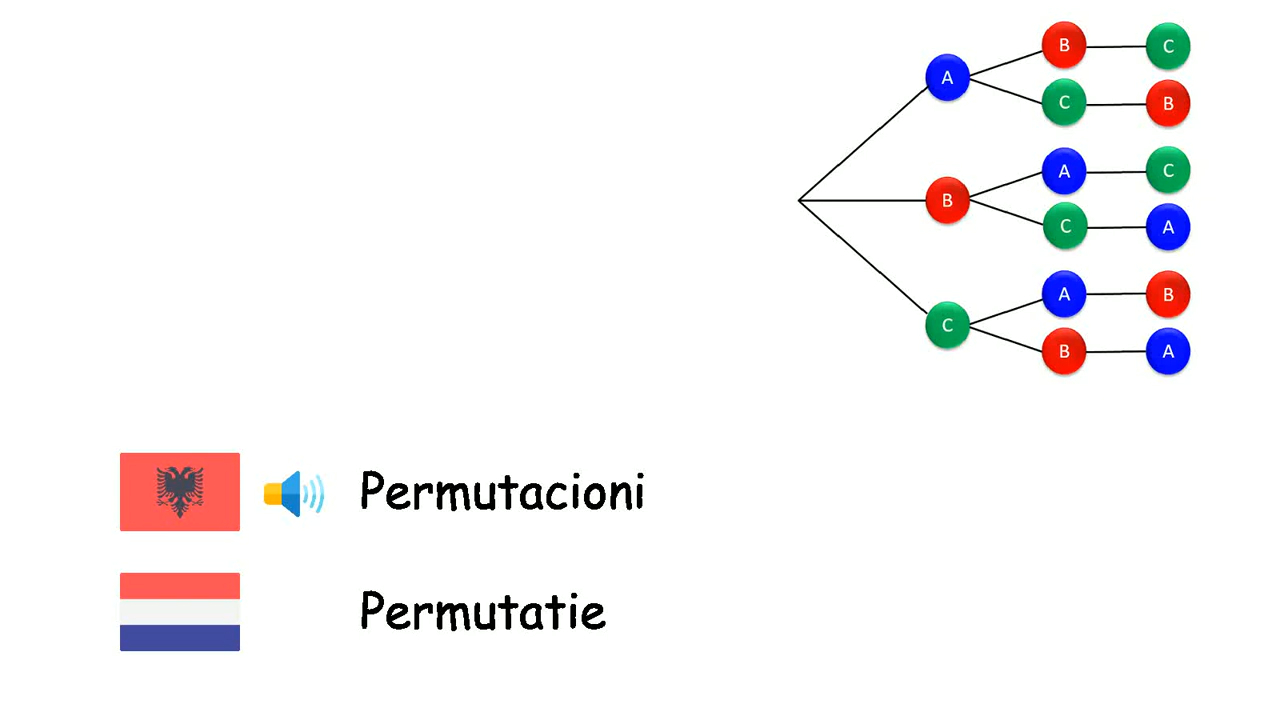 A B C
C B
B A C
C A
C A B
B A
Permutacioni
Permutatie